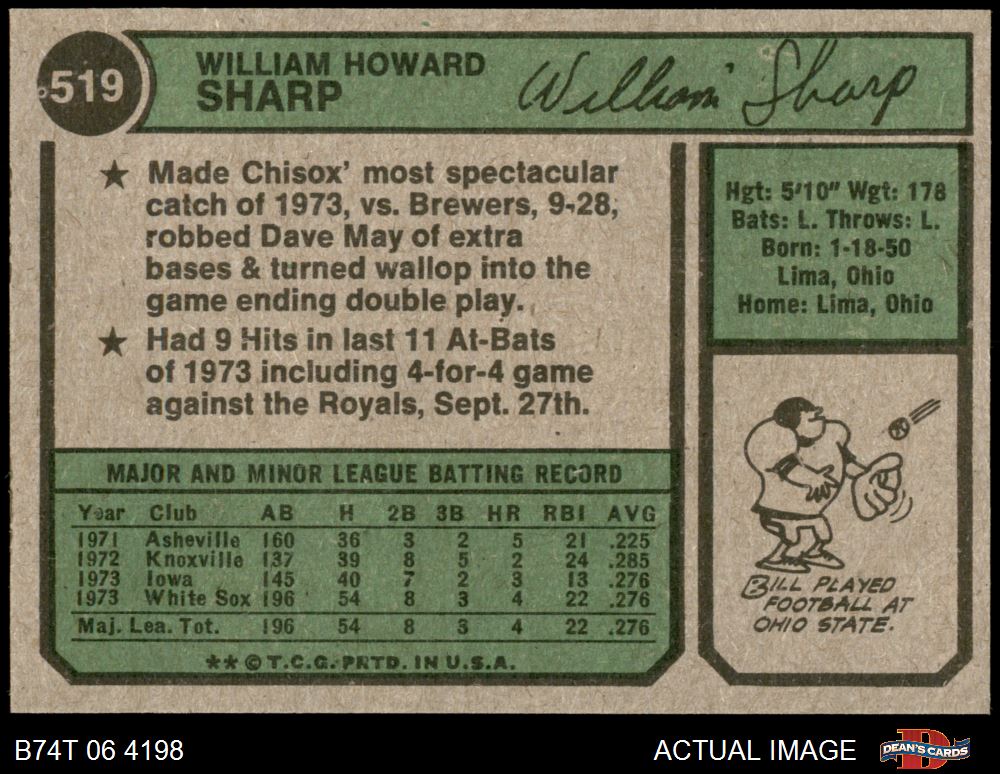 519
WILLIAM HOWARD
SHARP
William Sharp
★ Made Chisox' most spectacular
catch of 1973, vs. Brewers, 9-28,
robbed Dave May of extra
bases & turned wallop into the
game ending double play.
★ Had 9 Hits in last 11 At-Bats
of 1973 including 4-for-4 game
against the Royals, Sept. 27th.
Hgt: 5'10" Wgt: 178
Bats: L. Throws: L.
Born: 1-18-50
Lima, Ohio
Home: Lima, Ohio
MAJOR AND MINOR LEAGUE BATTING RECORD
Year Club AB H 2B 3B HR RBI AVG
1971 Asheville 160 36 3 2 5 21 .225
1972 Knoxville 137 39 8 5 2 24 .285
1973 Iowa 145 40 7 2 3 13 .276
1973 White Sox 196 54 8 3 4 22 .276
Maj. Lea. Tot. 196 54 8 3 4 22 .276
** © T.C.G. PRTD. IN U.S.A.
BILL PLAYED
FOOTBALL AT
OHIO STATE.
B74T 06 4198
ACTUAL IMAGE
DEAN'S CARDS